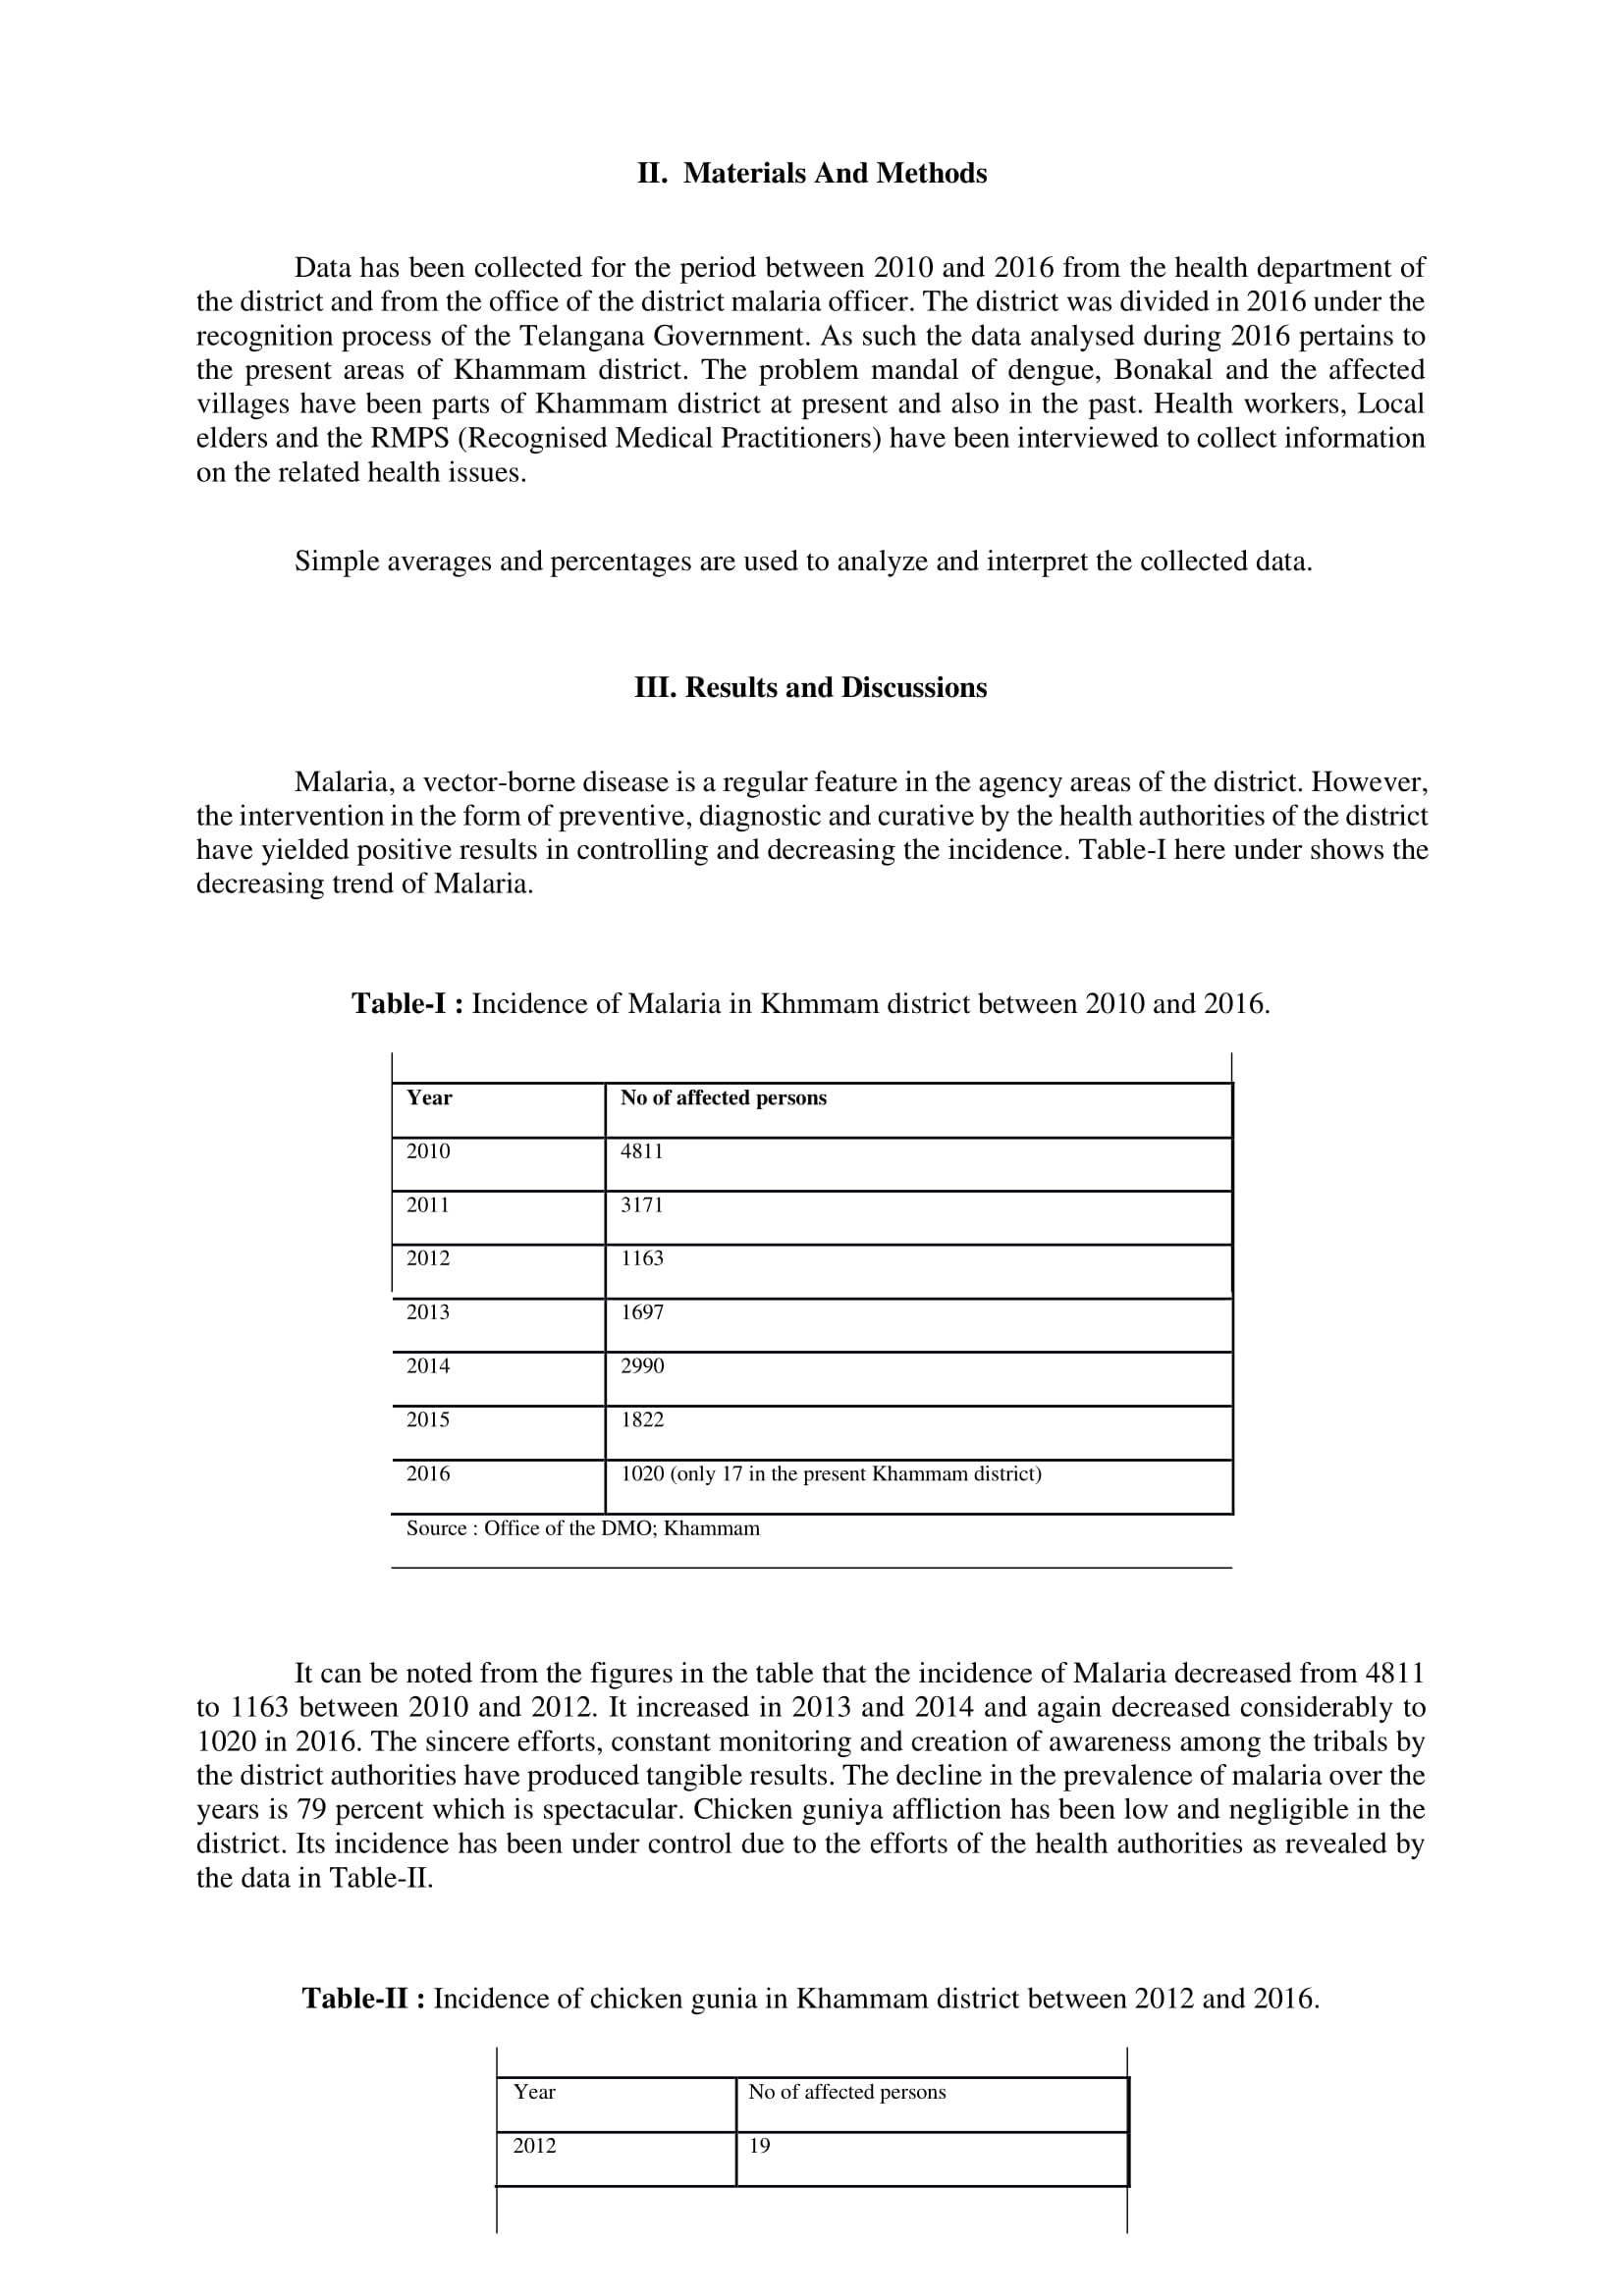 II. Materials And Methods
Data has been collected for the period between 2010 and 2016 from the health department of
the district and from the office of the district malaria officer. The district was divided in 2016 under the
recognition process of the Telangana Government. As such the data analysed during 2016 pertains to
the present areas of Khammam district. The problem mandal of dengue, Bonakal and the affected
villages have been parts of Khammam district at present and also in the past. Health workers, Local
elders and the RMPS (Recognised Medical Practitioners) have been interviewed to collect information
on the related health issues.
Simple averages and percentages are used to analyze and interpret the collected data.
III. Results and Discussions
Malaria, a vector-borne disease is a regular feature in the agency areas of the district. However,
the intervention in the form of preventive, diagnostic and curative by the health authorities of the district
have yielded positive results in controlling and decreasing the incidence. Table-I here under shows the
decreasing trend of Malaria.
Table-I : Incidence of Malaria in Khmmam district between 2010 and 2016.
Year No of affected persons
2010 4811
2011 3171
2012 1163
2013 1697
2014 2990
2015 1822
2016 1020 (only 17 in the present Khammam district)
Source : Office of the DMO; Khammam
It can be noted from the figures in the table that the incidence of Malaria decreased from 4811
to 1163 between 2010 and 2012. It increased in 2013 and 2014 and again decreased considerably to
1020 in 2016. The sincere efforts, constant monitoring and creation of awareness among the tribals by
the district authorities have produced tangible results. The decline in the prevalence of malaria over the
years is 79 percent which is spectacular. Chicken guniya affliction has been low and negligible in the
district. Its incidence has been under control due to the efforts of the health authorities as revealed by
the data in Table-II.
Table-II : Incidence of chicken gunia in Khammam district between 2012 and 2016.
Year No of affected persons
2012 19